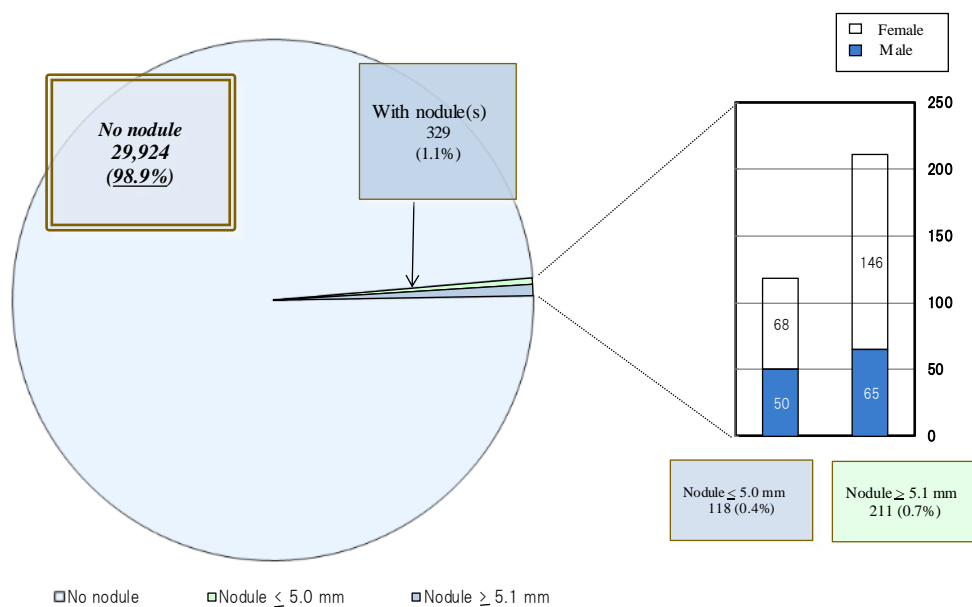 Female
Male
No nodule
29,924
(98.9%)
With nodule(s)
329
(1.1%)
250
200
150
100
50
0
146
68
50
65
Nodule ≤ 5.0 mm
118 (0.4%)
Nodule ≥ 5.1 mm
211 (0.7%)
No nodule
Nodule ≤ 5.0 mm
Nodule ≥ 5.1 mm